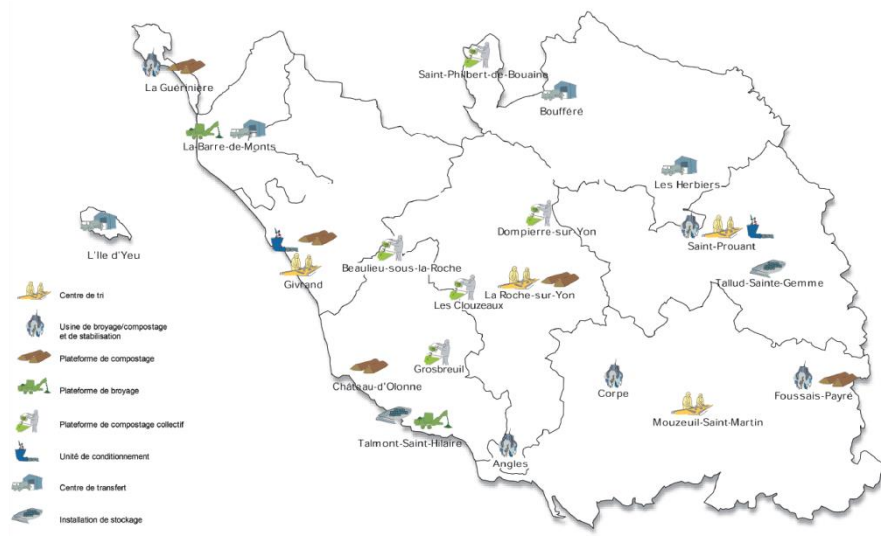 La Guérinière
Saint-Philbert-de-Bouaine
Boufféré
La-Barre-de-Monts
Les Herbiers
L'Ile d'Yeu
Dompierre-sur-Yon
Saint-Prouant
Beaulieu-sous-la-Roche
Givrand
Tallud-Sainte-Gemme
Les Clouzeaux
La Roche-sur-Yon
Grosbreuil
Château-d'Olonne
Corpe
Foussais-Payré
Mouzeuil-Saint-Martin
Talmont-Saint-Hilaire
Angles
Centre de tri
Usine de broyage/compostage
et de stabilisation
Plateforme de compostage
Plateforme de broyage
Plateforme de compostage collectif
Unité de conditionnement
Centre de transfert
Installation de stockage